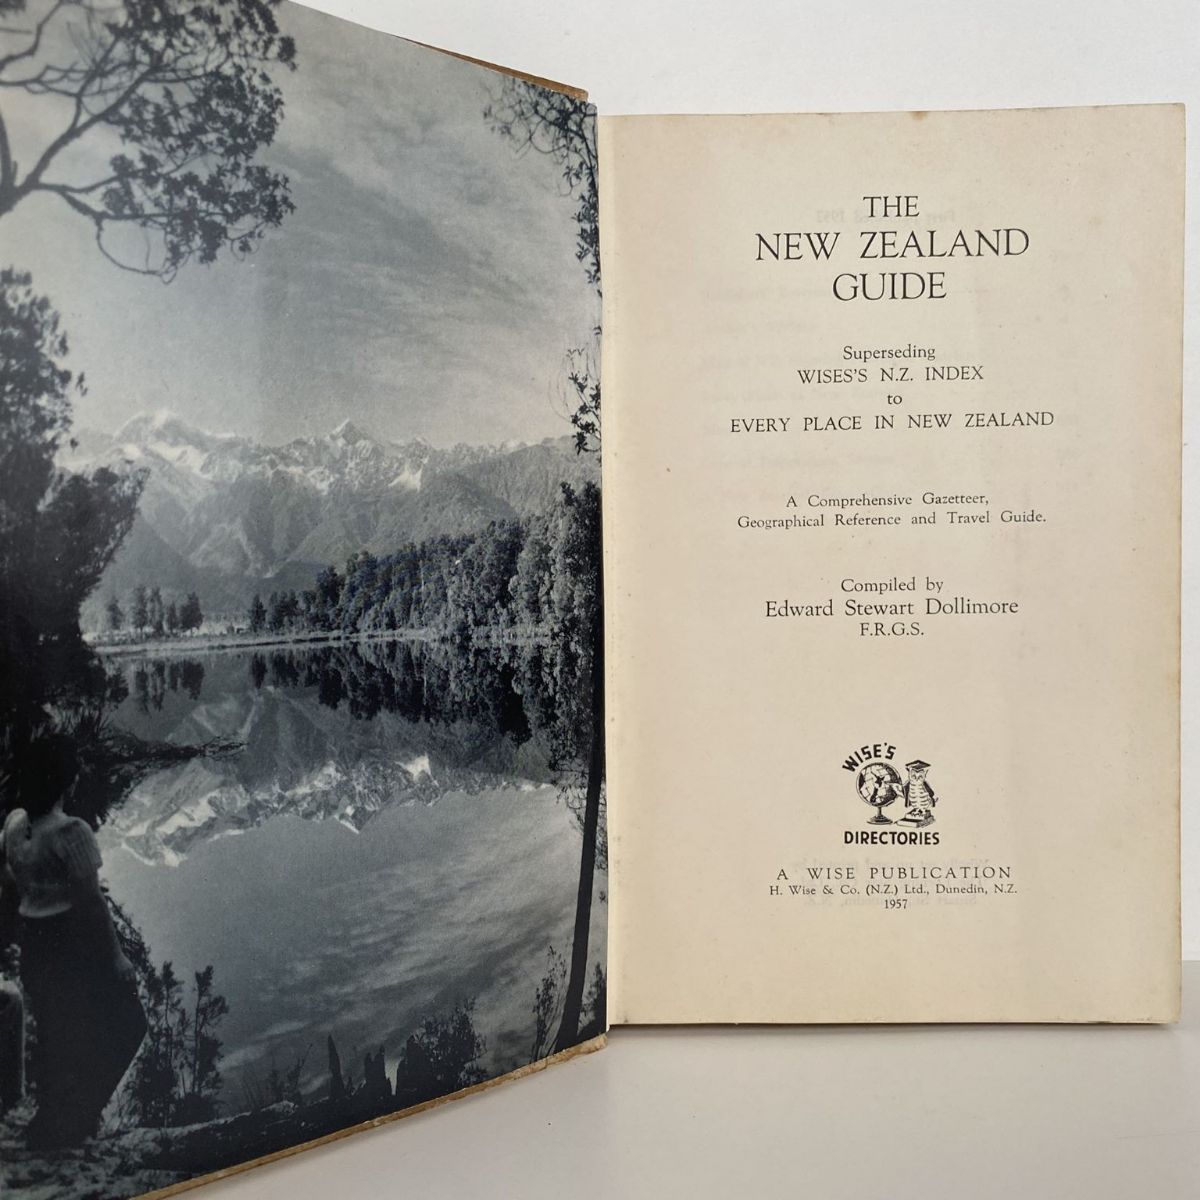 THE
NEW ZEALAND
GUIDE
Superseding
WISES'S N.Z. INDEX
to
EVERY PLACE IN NEW ZEALAND
A Comprehensive Gazetteer,
Geographical Reference and Travel Guide.
Compiled by
Edward Stewart Dollimore
F.R.G.S.
WISE'S
DIRECTORIES
A WISE PUBLICATION
H. Wise & Co. (N.Z.) Ltd., Dunedin, N.Z.
1957